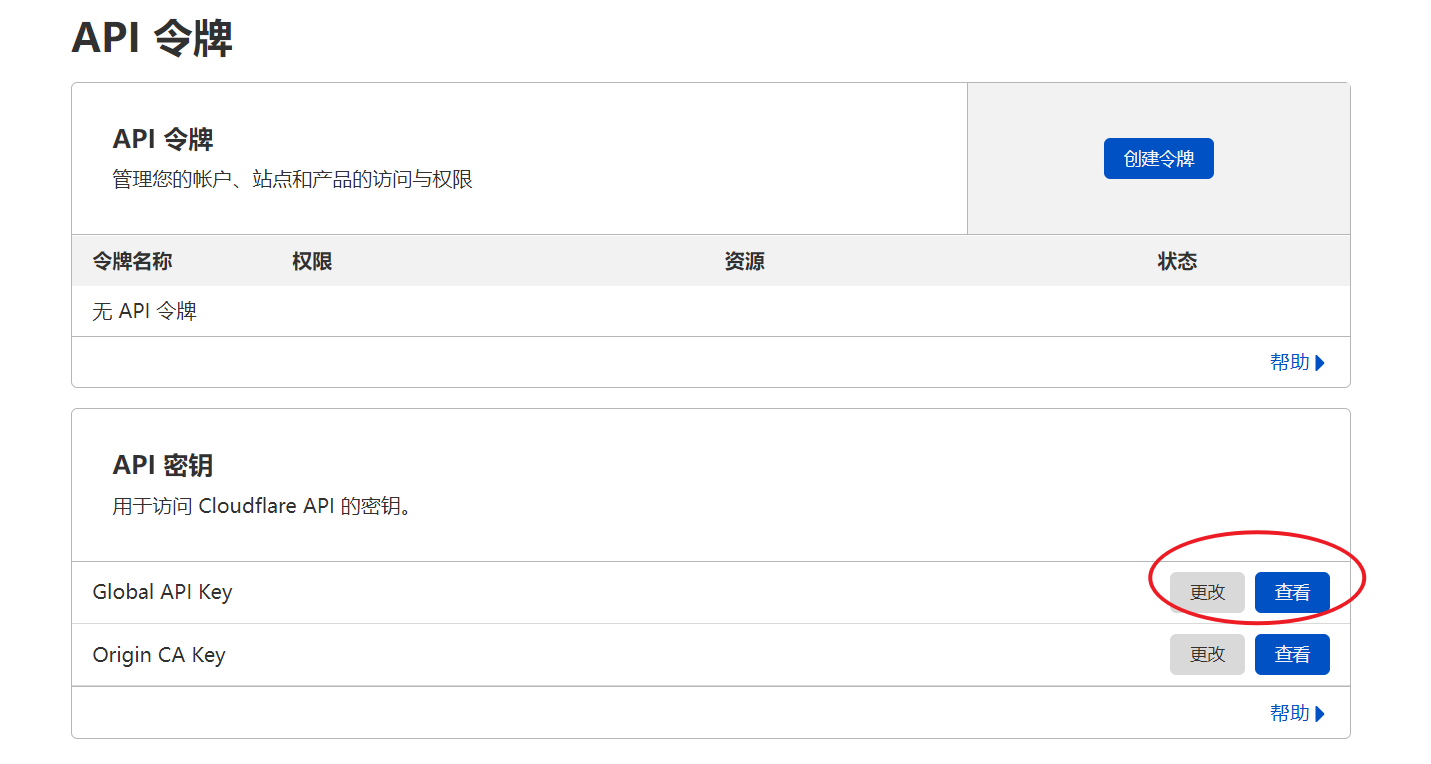 API 令牌
API 令牌
管理您的帐户、站点和产品的访问与权限
创建令牌
令牌名称 权限 资源 状态
无 API 令牌
帮助
API 密钥
用于访问 Cloudflare API 的密钥。
Global API Key 更改 查看
Origin CA Key 更改 查看
帮助